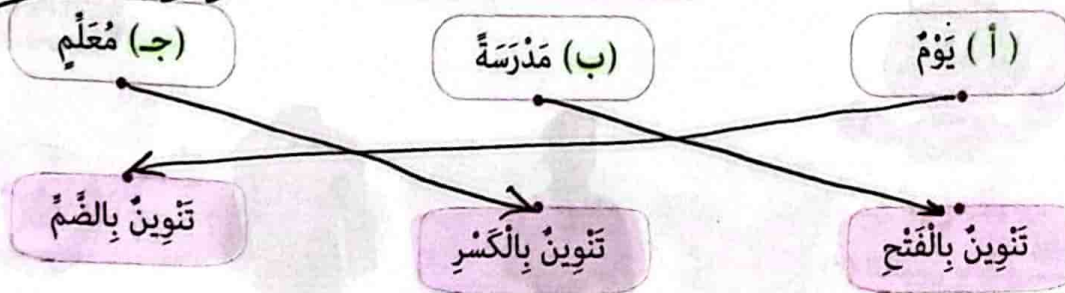 ( أ ) يَوْمٌ (ب) مَدْرَسَةً (جـ) مُعَلِّمٍ
تَنْوِينٌ بِالْفَتْحِ تَنْوِينٌ بِالْكَسْرِ تَنْوِينٌ بِالضَّمِّ